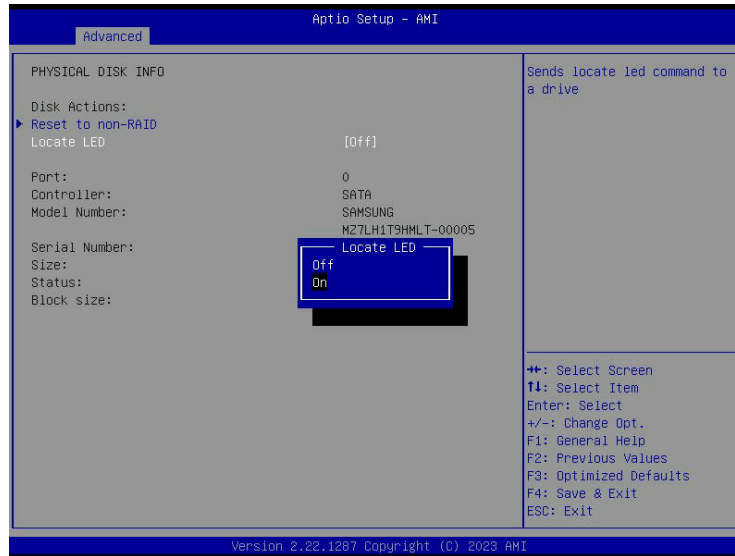 Aptio Setup – AMI
Advanced
PHYSICAL DISK INFO
Disk Actions:
Reset to non-RAID
Locate LED [Off]
Port: 0
Controller: SATA
Model Number: SAMSUNG
MZ7LH1T9HMLT-00005
Serial Number:
Size:
Status:
Block size:
Locate LED
Off
On
Sends locate led command to
a drive
→←: Select Screen
↑↓: Select Item
Enter: Select
+/-: Change Opt.
F1: General Help
F2: Previous Values
F3: Optimized Defaults
F4: Save & Exit
ESC: Exit
Version 2.22.1287 Copyright (C) 2023 AMI